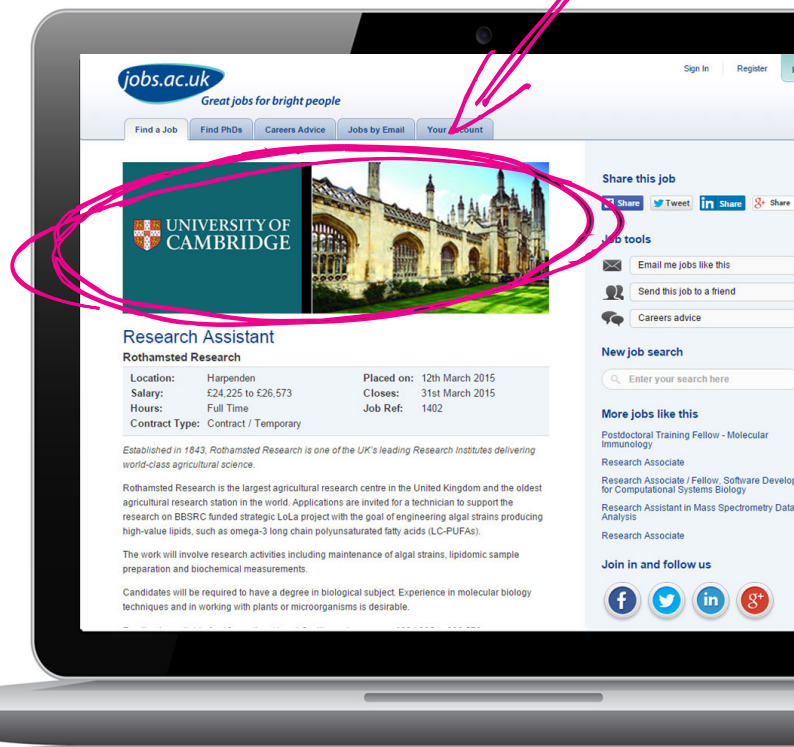 jobs.ac.uk
Great jobs for bright people
Sign In Register
Find a Job Find PhDs Careers Advice Jobs by Email Your Account
UNIVERSITY OF
CAMBRIDGE
Research Assistant
Rothamsted Research
Location: Harpenden Placed on: 12th March 2015
Salary: £24,225 to £26,573 Closes: 31st March 2015
Hours: Full Time Job Ref: 1402
Contract Type: Contract / Temporary
Established in 1843, Rothamsted Research is one of the UK's leading Research Institutes delivering
world-class agricultural science.
Rothamsted Research is the largest agricultural research centre in the United Kingdom and the oldest
agricultural research station in the world. Applications are invited for a technician to support the
research on BBSRC funded strategic LoLa project with the goal of engineering algal strains producing
high-value lipids, such as omega-3 long chain polyunsaturated fatty acids (LC-PUFAs).
The work will involve research activities including maintenance of algal strains, lipidomic sample
preparation and biochemical measurements.
Candidates will be required to have a degree in biological subject. Experience in molecular biology
techniques and in working with plants or microorganisms is desirable.
Share this job
Share Tweet in Share g+ Share
Job tools
Email me jobs like this
Send this job to a friend
Careers advice
New job search
Enter your search here
More jobs like this
Postdoctoral Training Fellow - Molecular
Immunology
Research Associate
Research Associate / Fellow, Software Develop
for Computational Systems Biology
Research Assistant in Mass Spectrometry Data
Analysis
Research Associate
Join in and follow us
f in g+